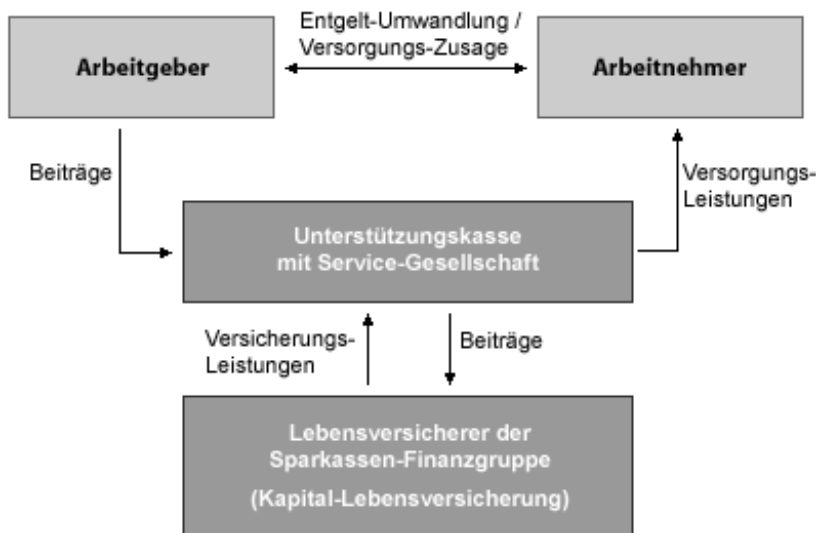 Entgelt-Umwandlung /
Versorgungs-Zusage
Arbeitgeber
Arbeitnehmer
Beiträge
Versorgungs-
Leistungen
Unterstützungskasse
mit Service-Gesellschaft
Versicherungs-
Leistungen
Beiträge
Lebensversicherer der
Sparkassen-Finanzgruppe
(Kapital-Lebensversicherung)